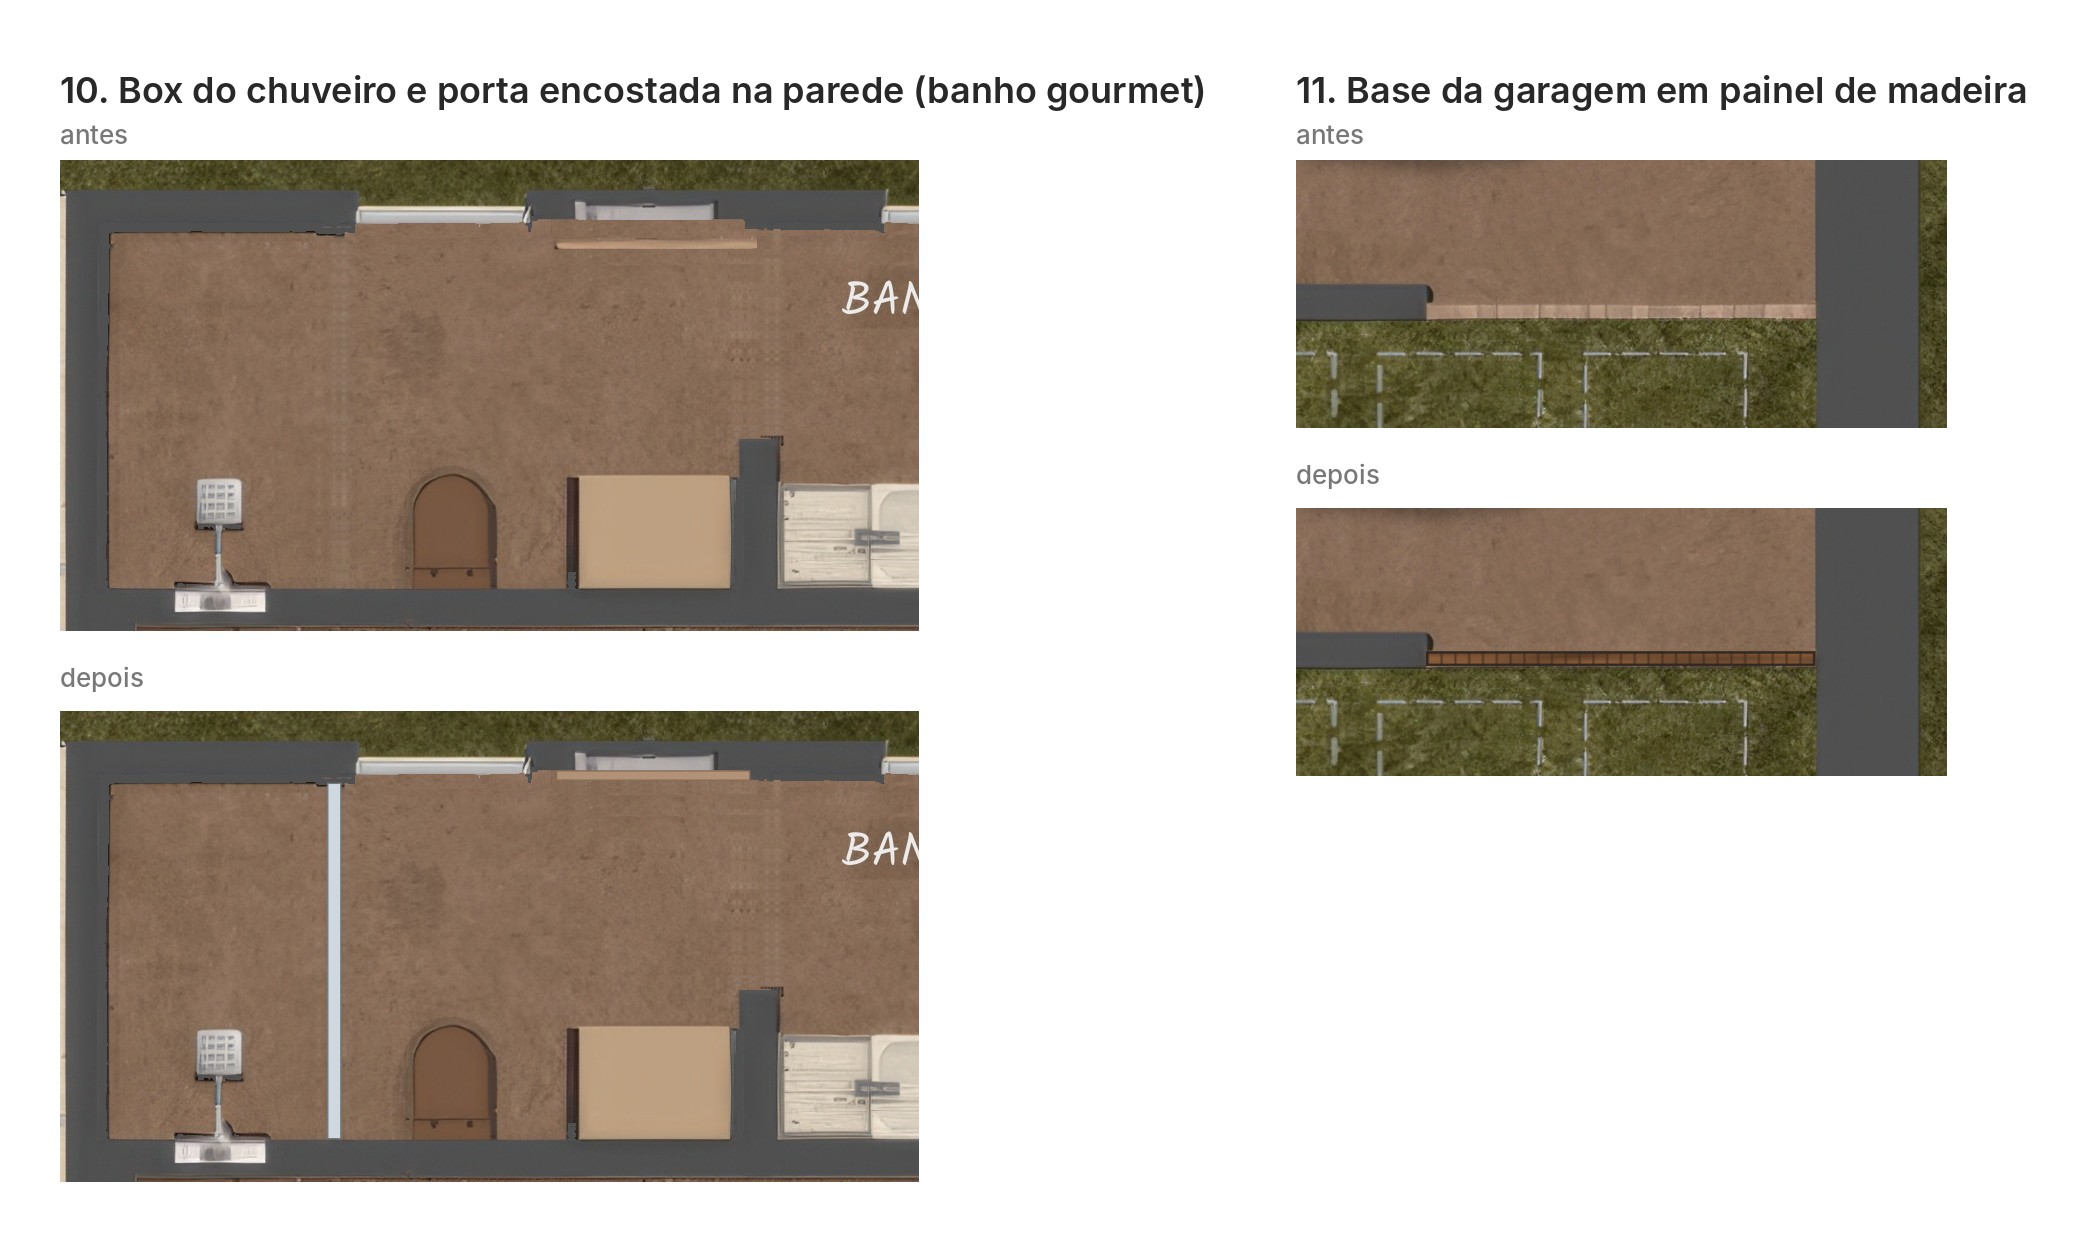 10. Box do chuveiro e porta encostada na parede (banho gourmet)
antes
BAN
depois
BAN
11. Base da garagem em painel de madeira
antes
depois